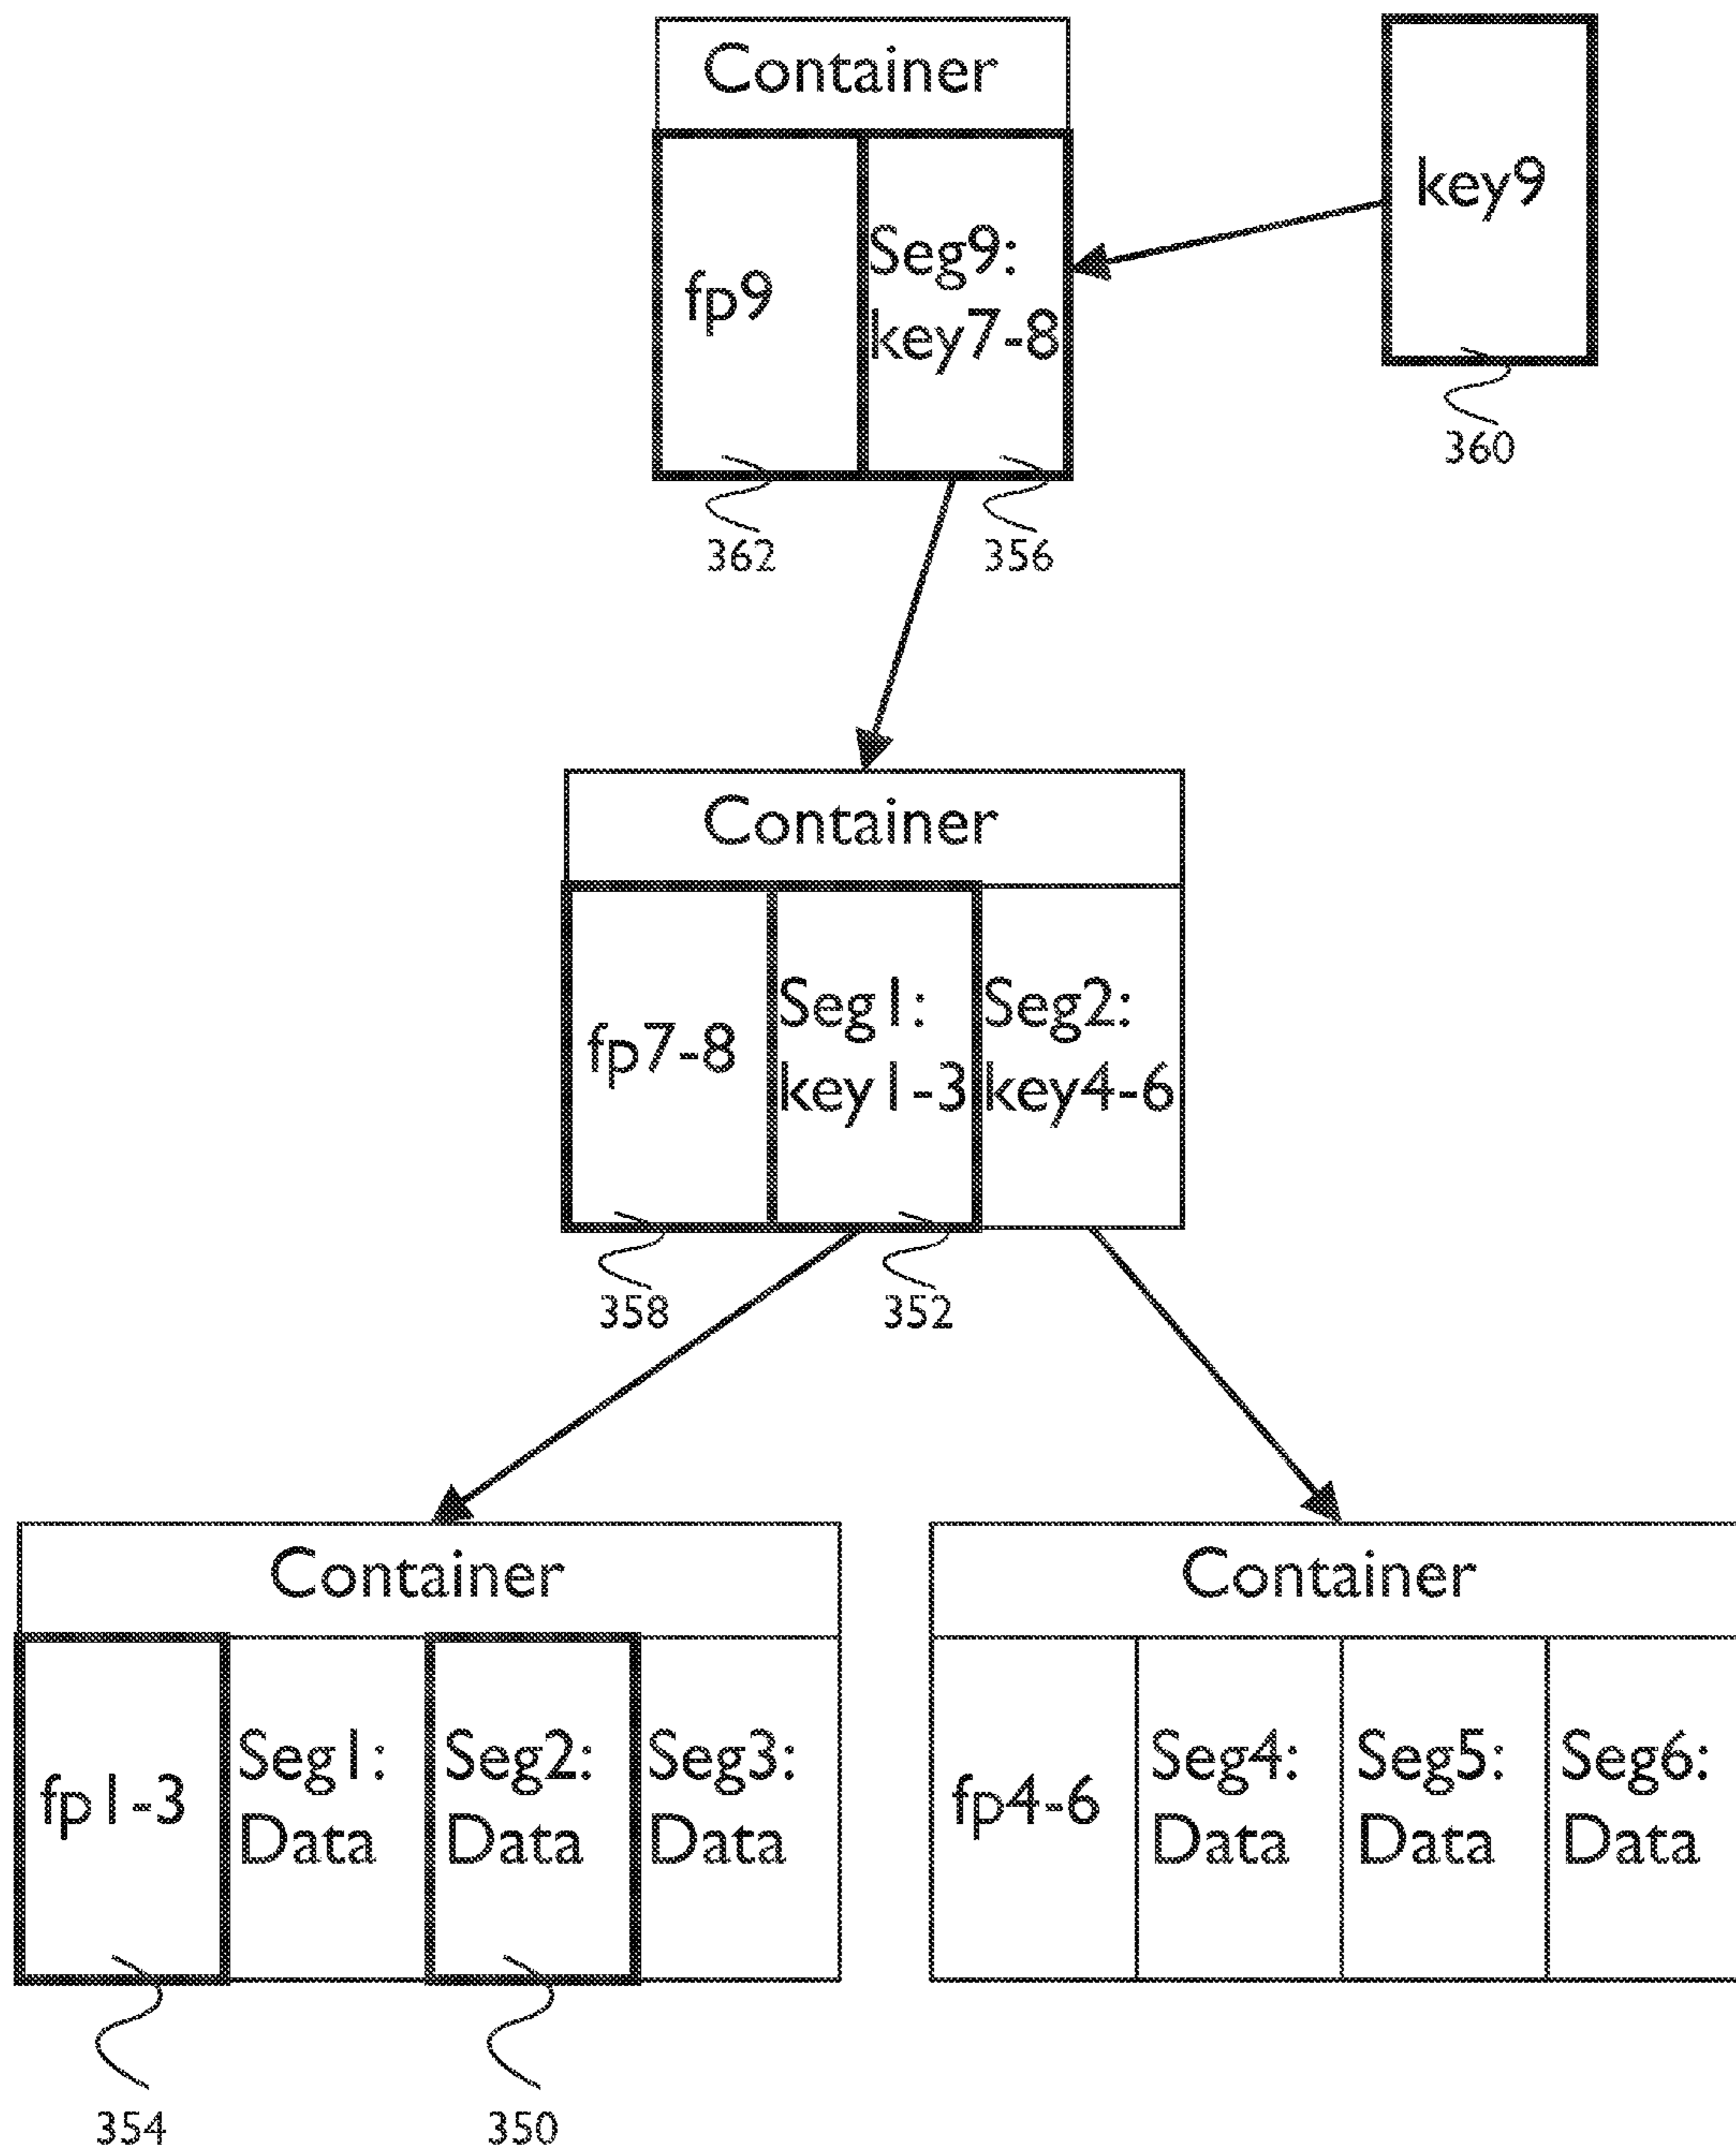 Container
key9
fp9
Seg9:
key7-8
360
362
356
Container
fp7-8
Seg1:
key1-3
Seg2:
key4-6
358
352
Container
fp1-3
Seg1:
Data
Seg2:
Data
Seg3:
Data
354
350
Container
fp4-6
Seg4:
Data
Seg5:
Data
Seg6:
Data